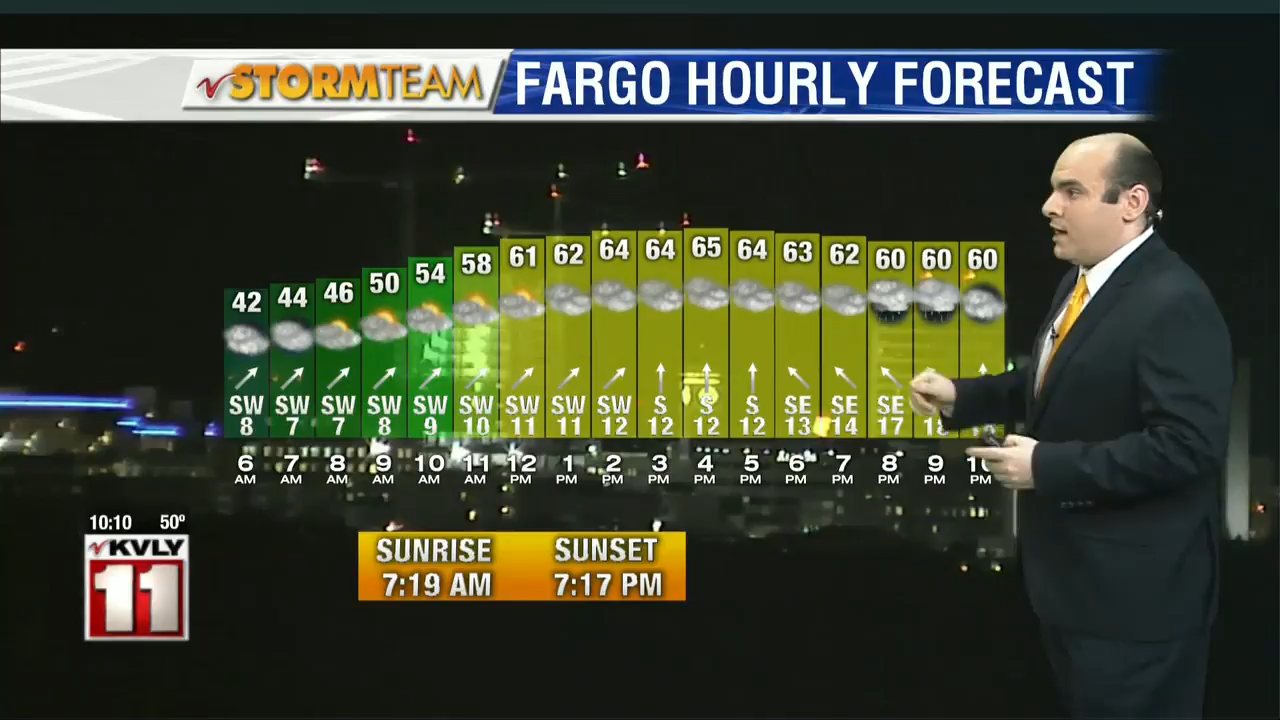 STORMTEAM FARGO HOURLY FORECAST
42 44 46 50 54 58 61 62 64 64 65 64 63 62 60 60 60
SW SW SW SW SW SW SW SW SW S S S SE SE SE
8 7 7 8 9 10 11 11 12 12 12 12 13 14 17 18
6 7 8 9 10 11 12 1 2 3 4 5 6 7 8 9 10
AM AM AM AM AM AM PM PM PM PM PM PM PM PM PM PM PM
10:10 50º
KVLY
11
SUNRISE SUNSET
7:19 AM 7:17 PM